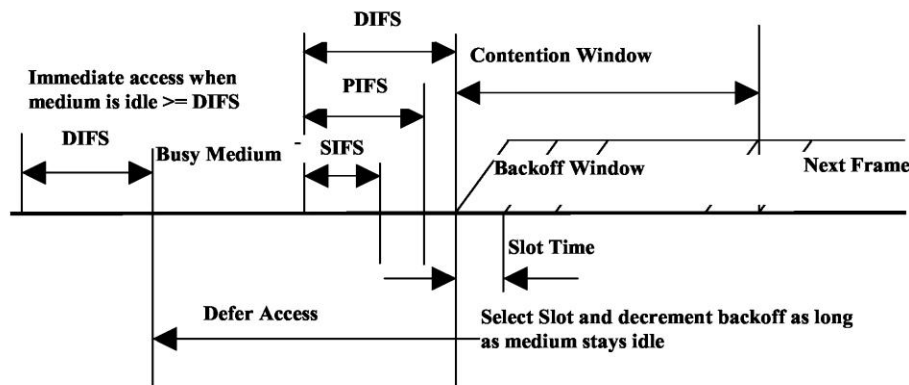 DIFS
Contention Window
Immediate access when
medium is idle >= DIFS
PIFS
DIFS
Busy Medium
SIFS
Backoff Window
Next Frame
Slot Time
Defer Access
Select Slot and decrement backoff as long
as medium stays idle